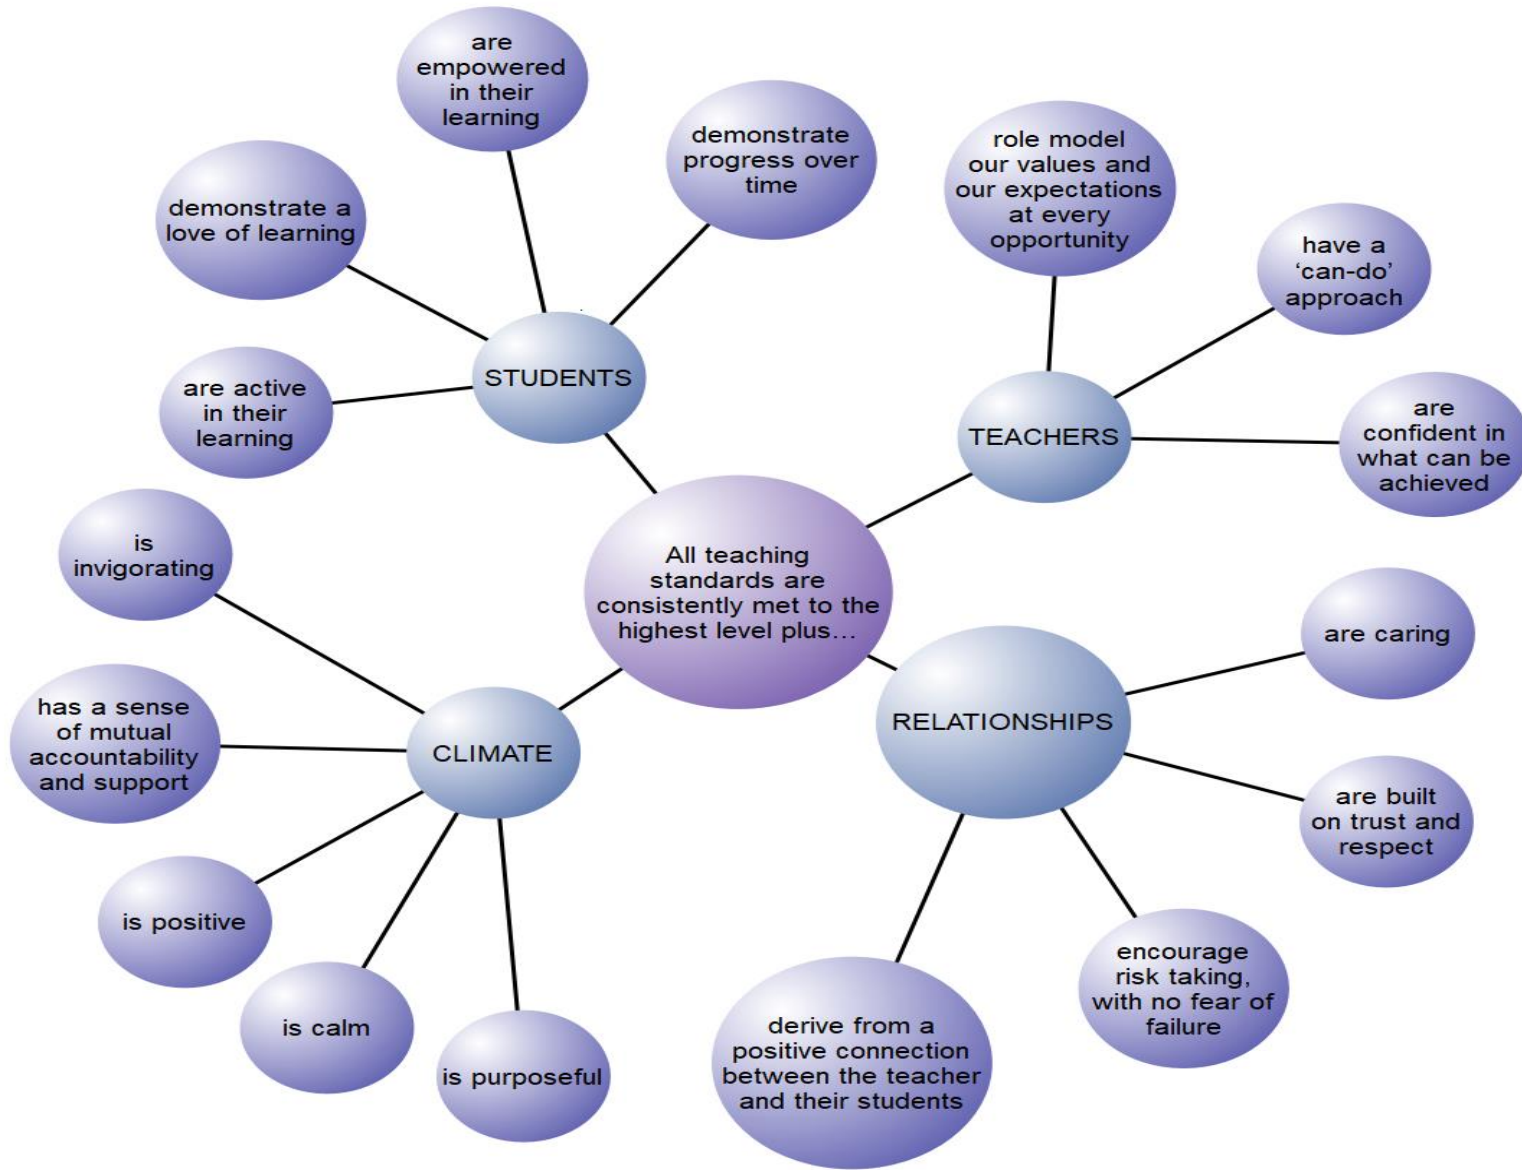 are
empowered
in their
learning
demonstrate
progress over
time
demonstrate a
love of learning
are active
in their
learning
STUDENTS
role model
our values and
our expectations
at every
opportunity
have a
‘can-do’
approach
are
confident in
what can be
achieved
TEACHERS
All teaching
standards are
consistently met to the
highest level plus…
is
invigorating
has a sense
of mutual
accountability
and support
is positive
is calm
is purposeful
CLIMATE
RELATIONSHIPS
are caring
are built
on trust and
respect
encourage
risk taking,
with no fear of
failure
derive from a
positive connection
between the teacher
and their students